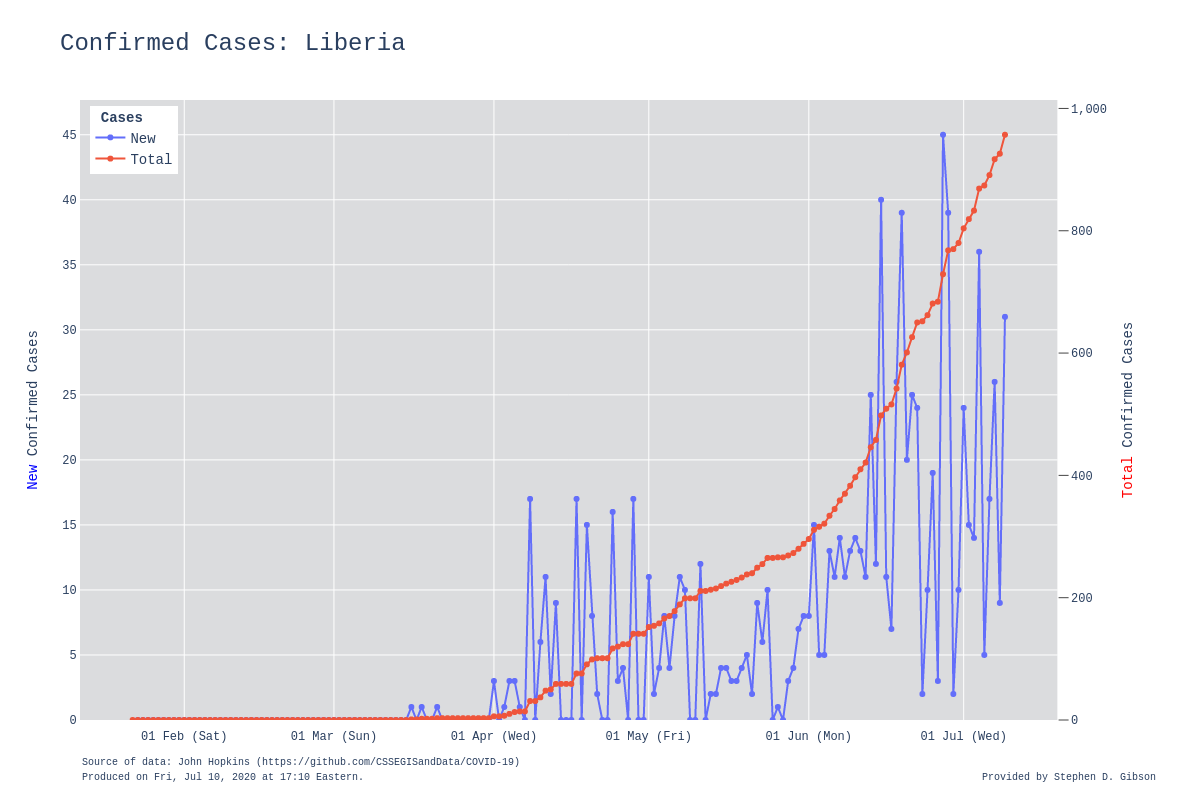 Confirmed Cases: Liberia
Cases
New
Total
45
40
35
30
25
20
15
10
5
0
1,000
800
600
400
200
0
New Confirmed Cases
Total Confirmed Cases
01 Feb (Sat)
01 Mar (Sun)
01 Apr (Wed)
01 May (Fri)
01 Jun (Mon)
01 Jul (Wed)
Source of data: John Hopkins (https://github.com/CSSEGISandData/COVID-19)
Produced on Fri, Jul 10, 2020 at 17:10 Eastern.
Provided by Stephen D. Gibson